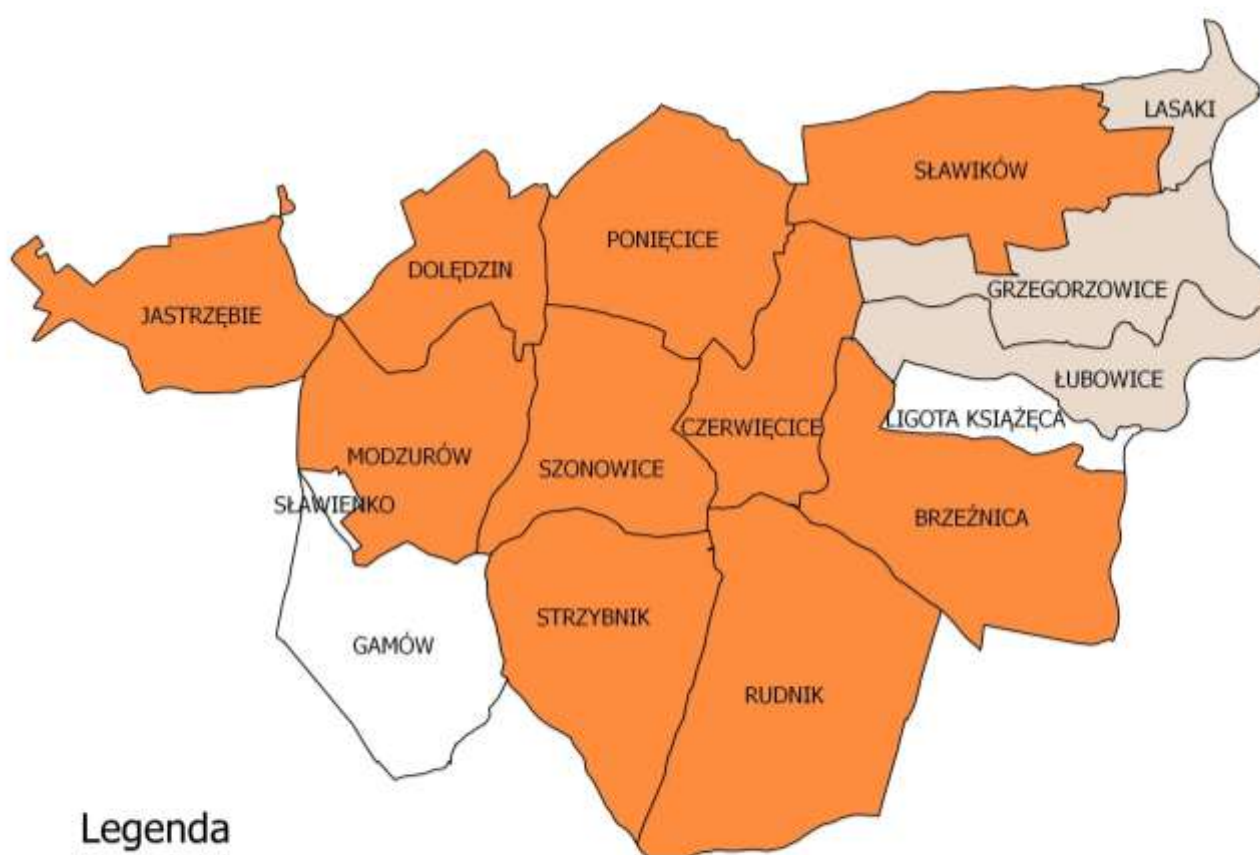 LASAKI
SŁAWIKÓW
PONIĘCICE
DOLĘDZIN
GRZEGORZOWICE
JASTRZĘBIE
ŁUBOWICE
LIGOTA KSIĄŻĘCA
CZERWIĘCICE
MODZURÓW
SZONOWICE
SŁAWIENKO
BRZEŹNICA
STRZYBNIK
GAMÓW
RUDNIK
Legenda